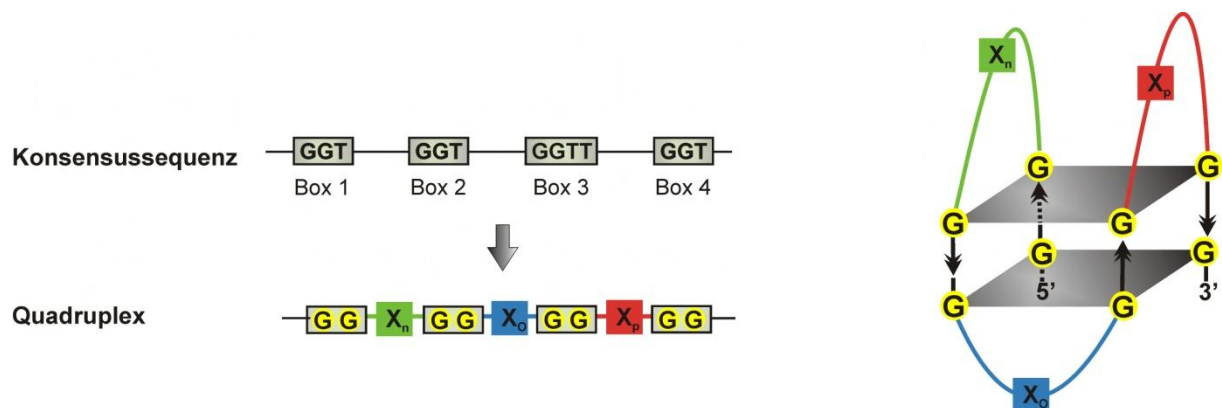 Konsensussequenz
GGT GGT GGTT GGT
Box 1 Box 2 Box 3 Box 4
Quadruplex
G G Xn G G Xo G G Xp G G
Xn
Xp
G G
G G
G G
5’ 3’
G G
Xo